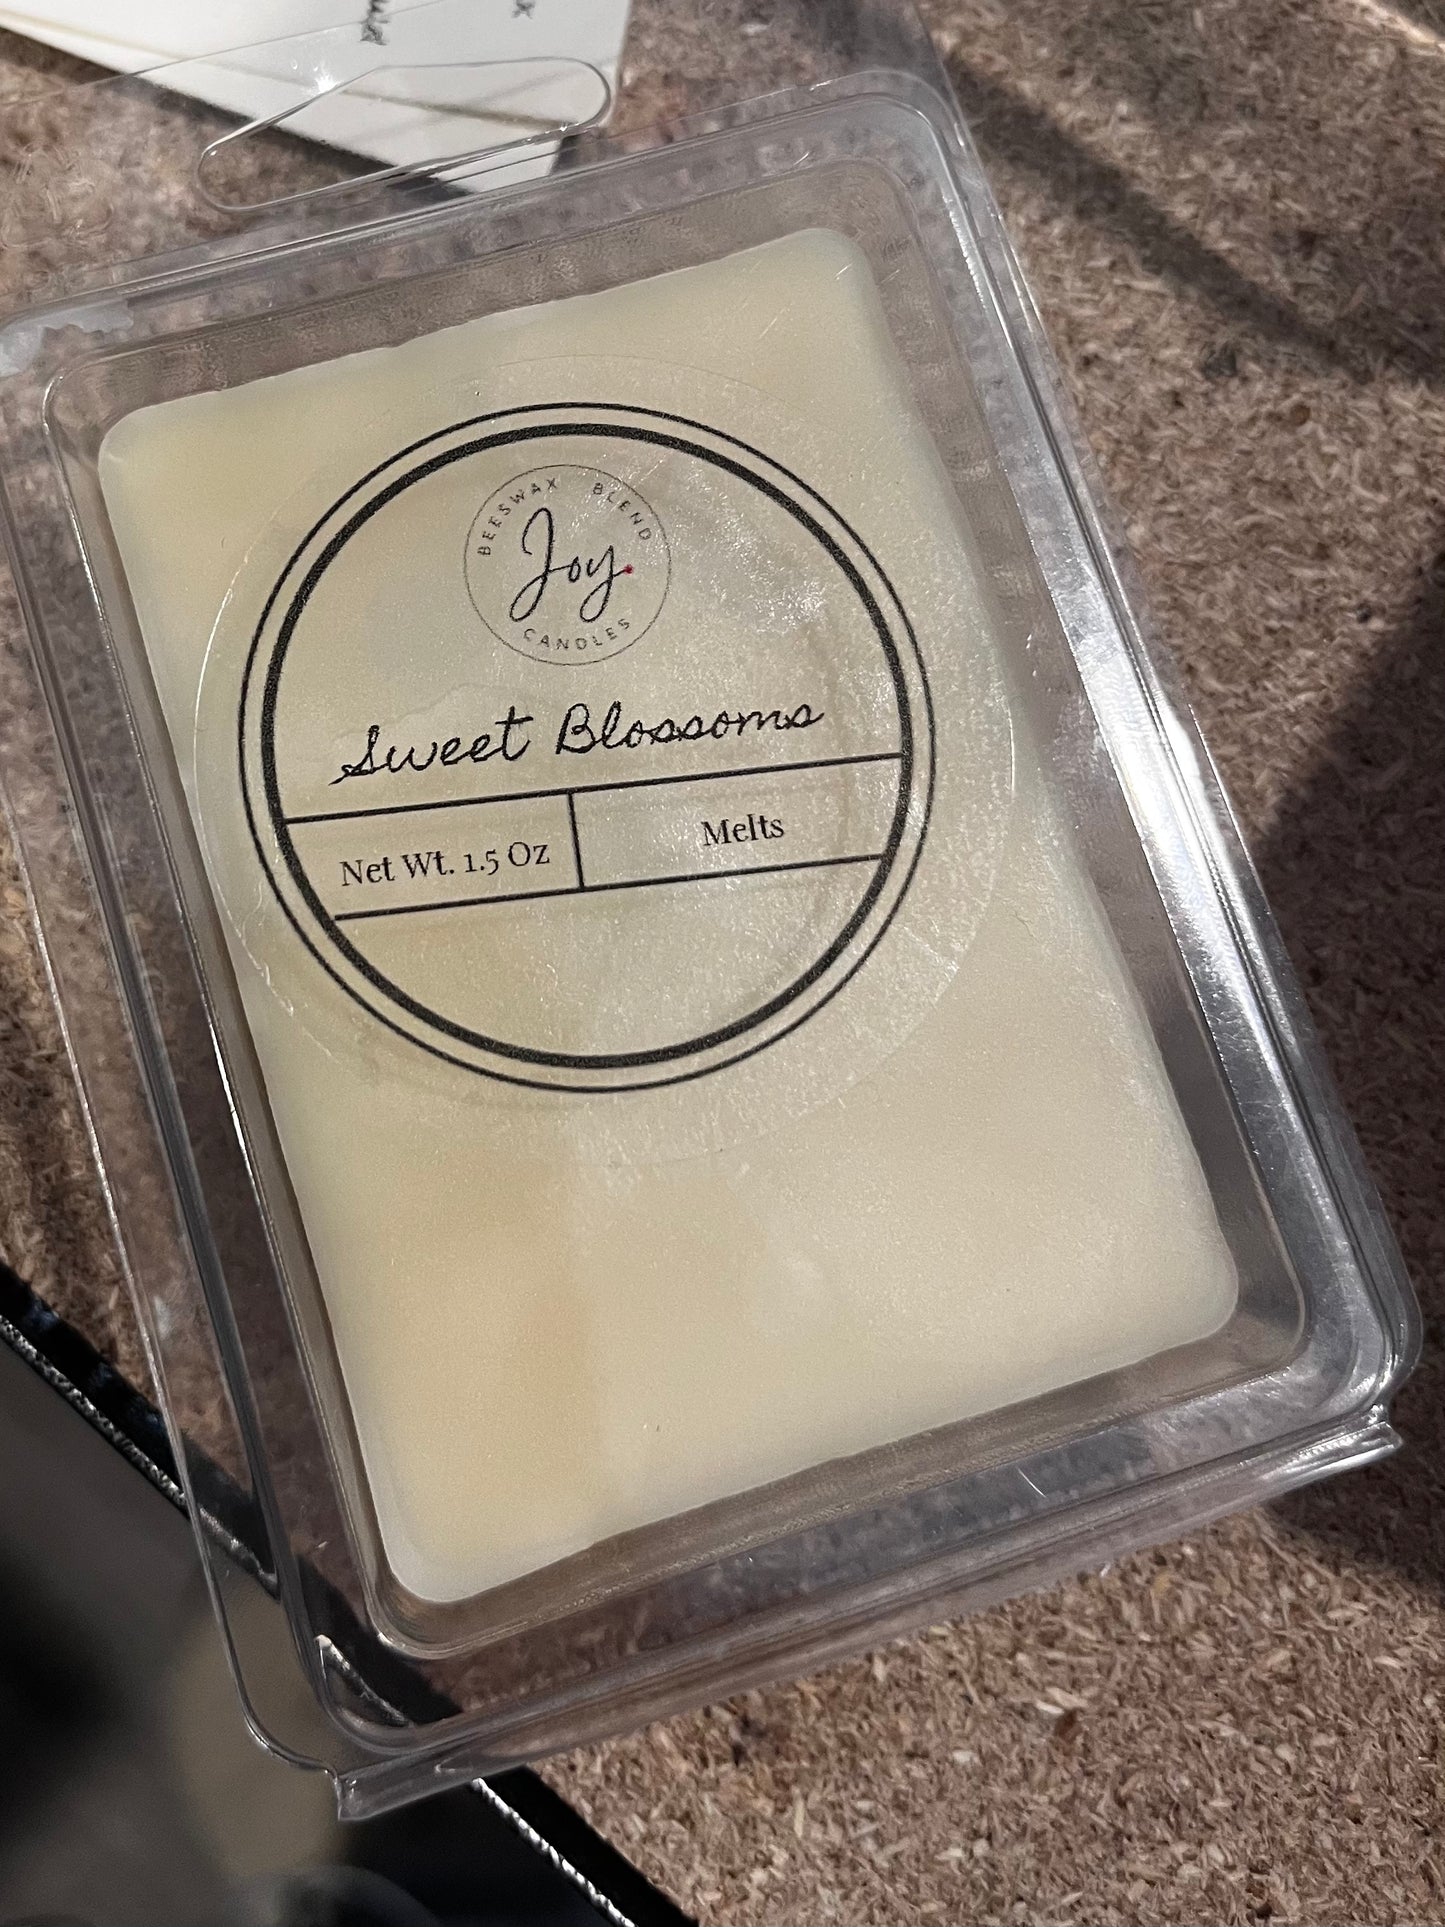 BEESWAX BLEND
Joy.
CANDLES
Sweet Blossoms
Net Wt. 1.5 Oz
Melts